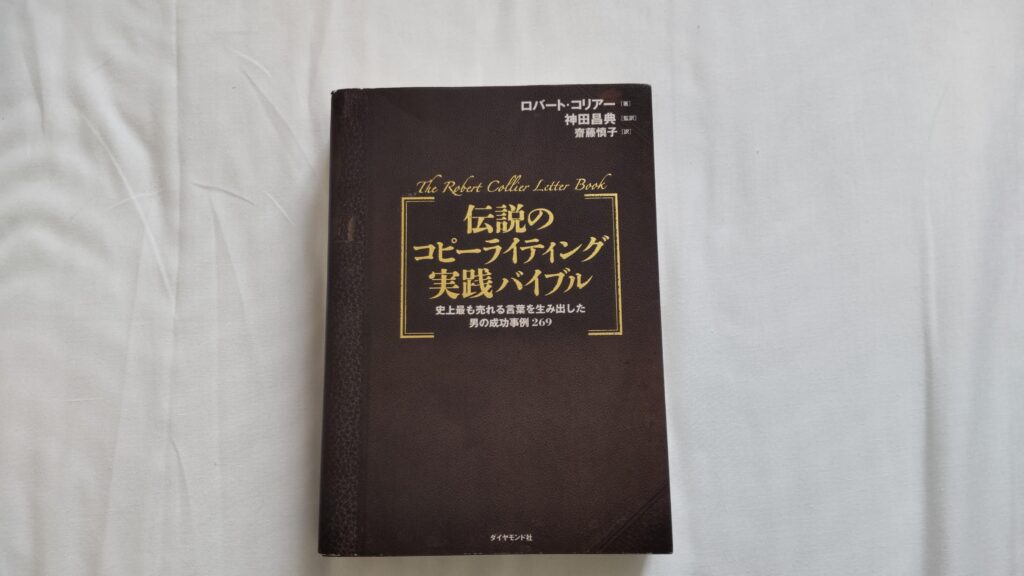 ロバート・コリアー [著]
神田昌典 [監訳]
齋藤慎子 [訳]
The Robert Collier Letter Book
伝説の
コピーライティング
実践バイブル
史上最も売れる言葉を生み出した
男の成功事例269
ダイヤモンド社